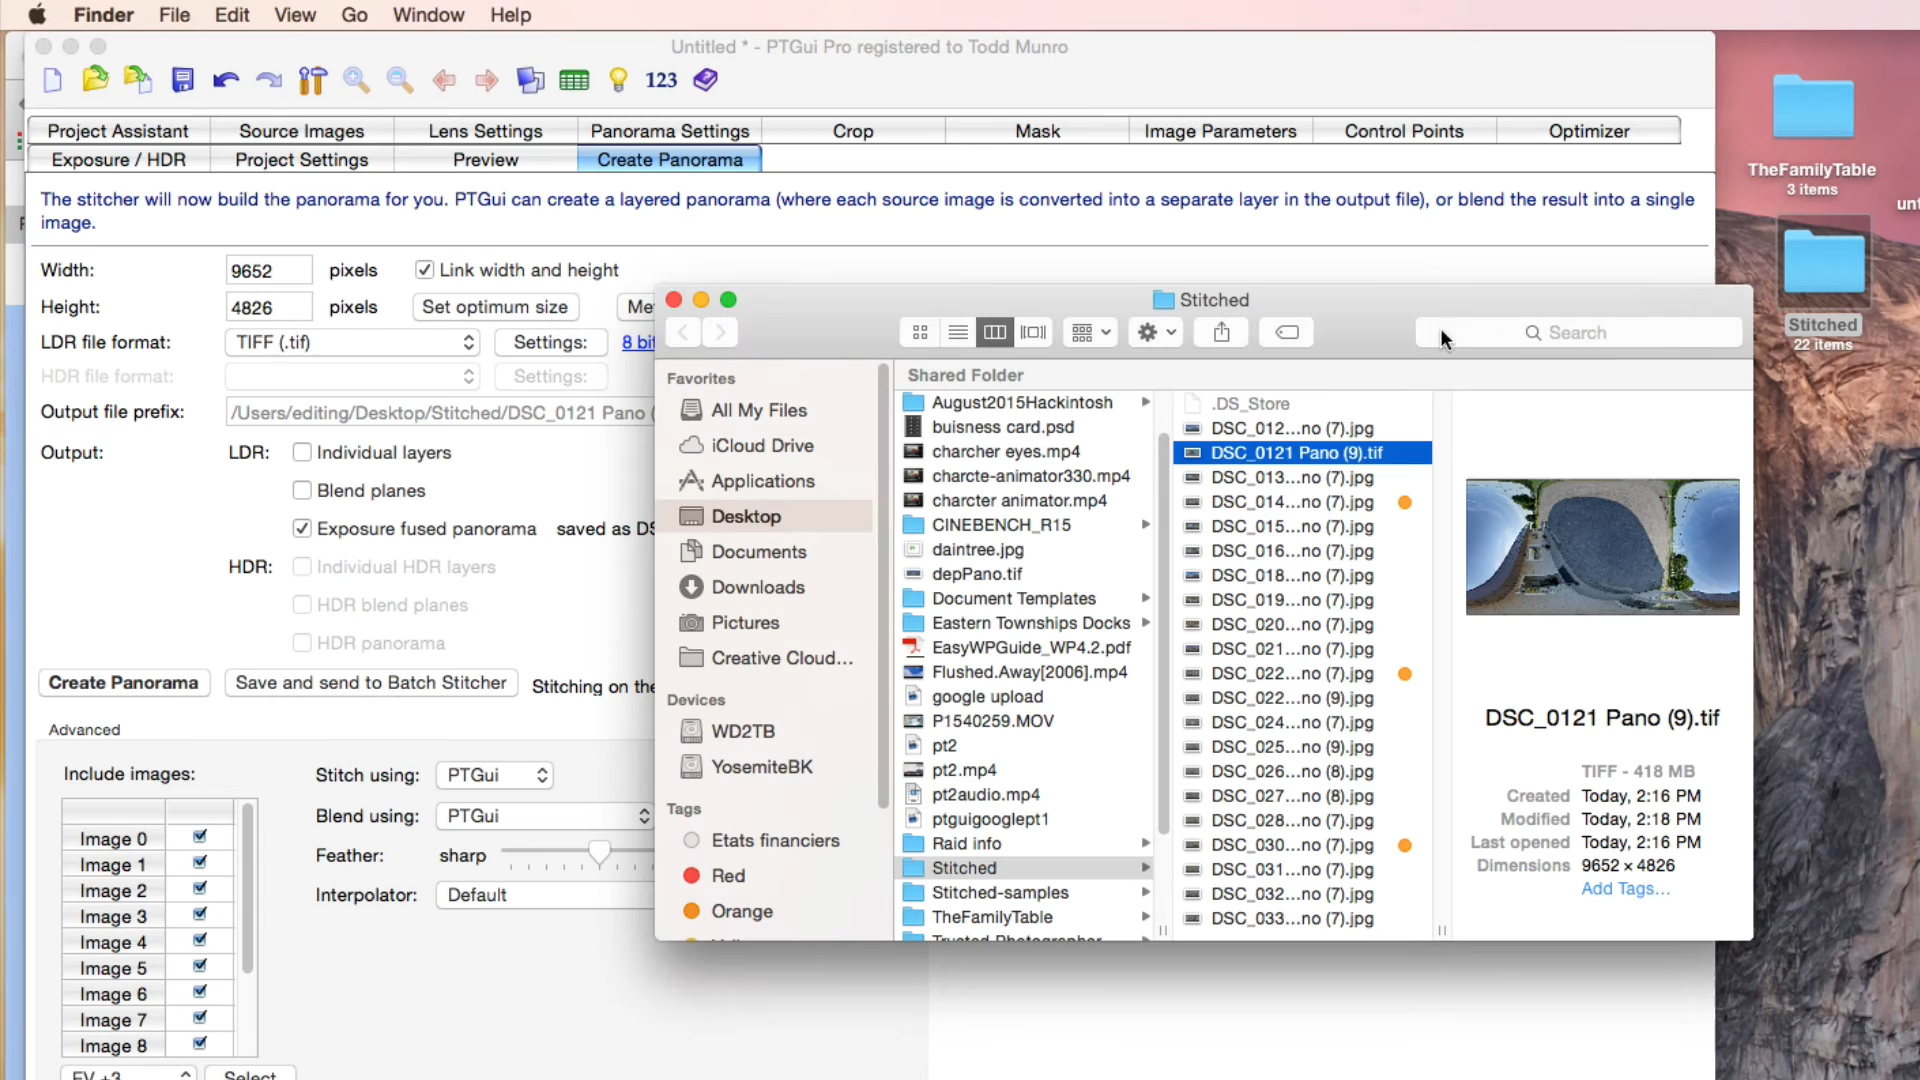 Finder File Edit View Go Window Help
Untitled * - PTGui Pro registered to Todd Munro
123
Project Assistant Source Images Lens Settings Panorama Settings Crop Mask Image Parameters Control Points Optimizer
Exposure / HDR Project Settings Preview Create Panorama
The stitcher will now build the panorama for you. PTGui can create a layered panorama (where each source image is converted into a separate layer in the output file), or blend the result into a single
image.
Width: 9652 pixels Link width and height
Height: 4826 pixels Set optimum size
LDR file format: TIFF (.tif) Settings: 8 bit
HDR file format: Settings:
Output file prefix: /Users/editing/Desktop/Stitched/DSC_0121 Pano (
Output: LDR: Individual layers
Blend planes
Exposure fused panorama saved as DS
HDR: Individual HDR layers
HDR blend planes
HDR panorama
Create Panorama Save and send to Batch Stitcher Stitching on the
Advanced
Include images:
Image 0
Image 1
Image 2
Image 3
Image 4
Image 5
Image 6
Image 7
Image 8
EV +3 Select
Stitch using: PTGui
Blend using: PTGui
Feather: sharp
Interpolator: Default
Stitched
Search
Favorites
All My Files
iCloud Drive
Applications
Desktop
Documents
Downloads
Pictures
Creative Cloud...
Devices
WD2TB
YosemiteBK
Tags
Etats financiers
Red
Orange
Shared Folder
August2015Hackintosh
buisness card.psd
charcher eyes.mp4
charcte-animator330.mp4
charcter animator.mp4
CINEBENCH_R15
daintree.jpg
depPano.tif
Document Templates
Eastern Townships Docks
EasyWPGuide_WP4.2.pdf
Flushed.Away[2006].mp4
google upload
P1540259.MOV
pt2
pt2.mp4
pt2audio.mp4
ptguigooglept1
Raid info
Stitched
Stitched-samples
TheFamilyTable
Trusted Photographer
.DS_Store
DSC_012...no (7).jpg
DSC_0121 Pano (9).tif
DSC_013...no (7).jpg
DSC_014...no (7).jpg
DSC_015...no (7).jpg
DSC_016...no (7).jpg
DSC_018...no (7).jpg
DSC_019...no (7).jpg
DSC_020...no (7).jpg
DSC_021...no (7).jpg
DSC_022...no (7).jpg
DSC_022...no (9).jpg
DSC_024...no (7).jpg
DSC_025...no (9).jpg
DSC_026...no (8).jpg
DSC_027...no (8).jpg
DSC_028...no (7).jpg
DSC_030...no (7).jpg
DSC_031...no (7).jpg
DSC_032...no (7).jpg
DSC_033...no (7).jpg
DSC_0121 Pano (9).tif
TIFF - 418 MB
Created Today, 2:16 PM
Modified Today, 2:18 PM
Last opened Today, 2:16 PM
Dimensions 9652 × 4826
Add Tags...
TheFamilyTable
3 items
Stitched
22 items